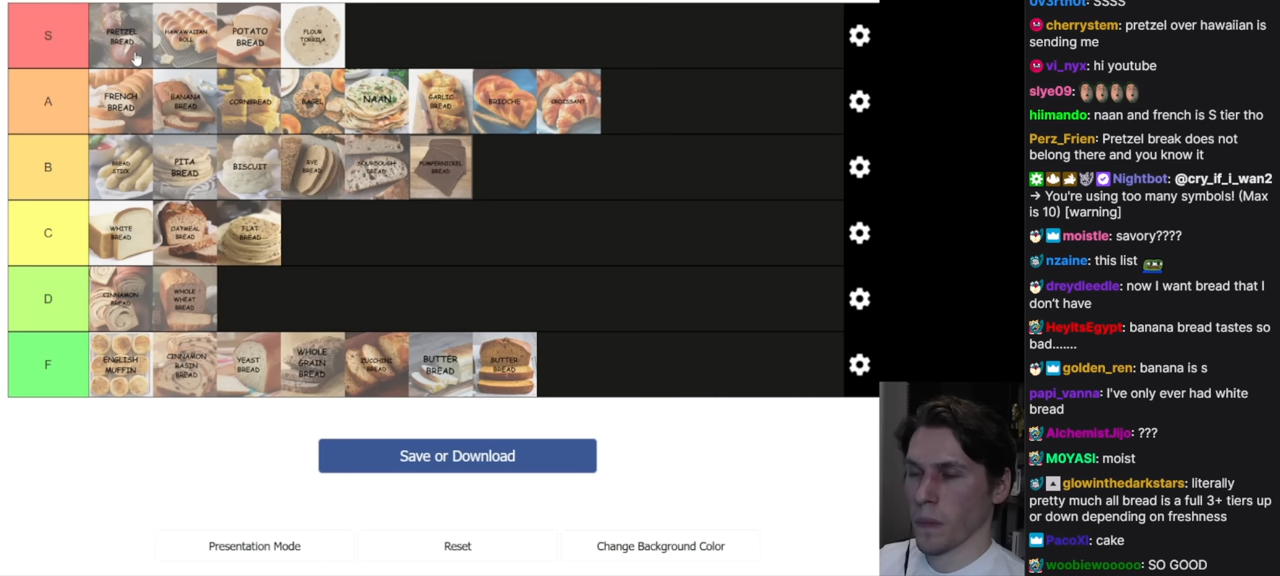 S
PRETZEL
BREAD
HAWAIIAN
ROLL
POTATO
BREAD
FLOUR
TORTILLA
A
FRENCH
BREAD
BANANA
BREAD
CORNBREAD
BAGEL
NAAN
GARLIC
BREAD
BRIOCHE
CROISSANT
B
BREAD
STICK
PITA
BREAD
BISCUIT
RYE
BREAD
SOURDOUGH
BREAD
PUMPERNICKEL
BREAD
C
WHITE
BREAD
OATMEAL
BREAD
FLAT
BREAD
D
CINNAMON
BREAD
WHOLE
WHEAT
BREAD
F
ENGLISH
MUFFIN
CINNAMON
RASIN
BREAD
YEAST
BREAD
WHOLE
GRAIN
BREAD
ZUCCHINI
BREAD
BUTTER
BREAD
BUTTER
BREAD
Save or Download
Presentation Mode
Reset
Change Background Color
0v3rth0t: SSSS
cherrystem: pretzel over hawaiian is
sending me
vi_nyx: hi youtube
slye09:
hiimando: naan and french is S tier tho
Perz_Frien: Pretzel break does not
belong there and you know it
Nightbot: @cry_if_i_wan2
→ You're using too many symbols! (Max
is 10) [warning]
moistle: savory????
nzaine: this list
dreydleedle: now I want bread that I
don't have
HeyItsEgypt: banana bread tastes so
bad.......
golden_ren: banana is s
papi_vanna: I've only ever had white
bread
AlchemistJijo: ???
M0YASI: moist
glowinthedarkstars: literally
pretty much all bread is a full 3+ tiers up
or down depending on freshness
PacoXI: cake
woobiewooooo: SO GOOD